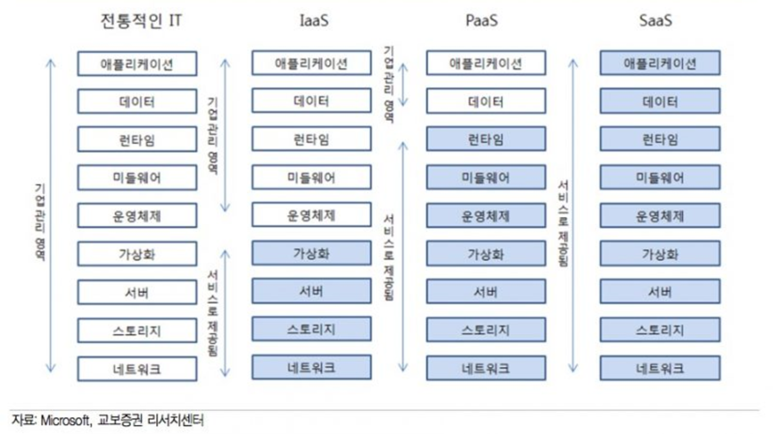 전통적인 IT
IaaS
PaaS
SaaS
기업관리 영역
애플리케이션
데이터
런타임
미들웨어
운영체제
가상화
서버
스토리지
네트워크
기업관리 영역
서비스로 제공됨
애플리케이션
데이터
런타임
미들웨어
운영체제
가상화
서버
스토리지
네트워크
기업관리 영역
서비스로 제공됨
애플리케이션
데이터
런타임
미들웨어
운영체제
가상화
서버
스토리지
네트워크
서비스로 제공됨
애플리케이션
데이터
런타임
미들웨어
운영체제
가상화
서버
스토리지
네트워크
자료: Microsoft, 교보증권 리서치센터